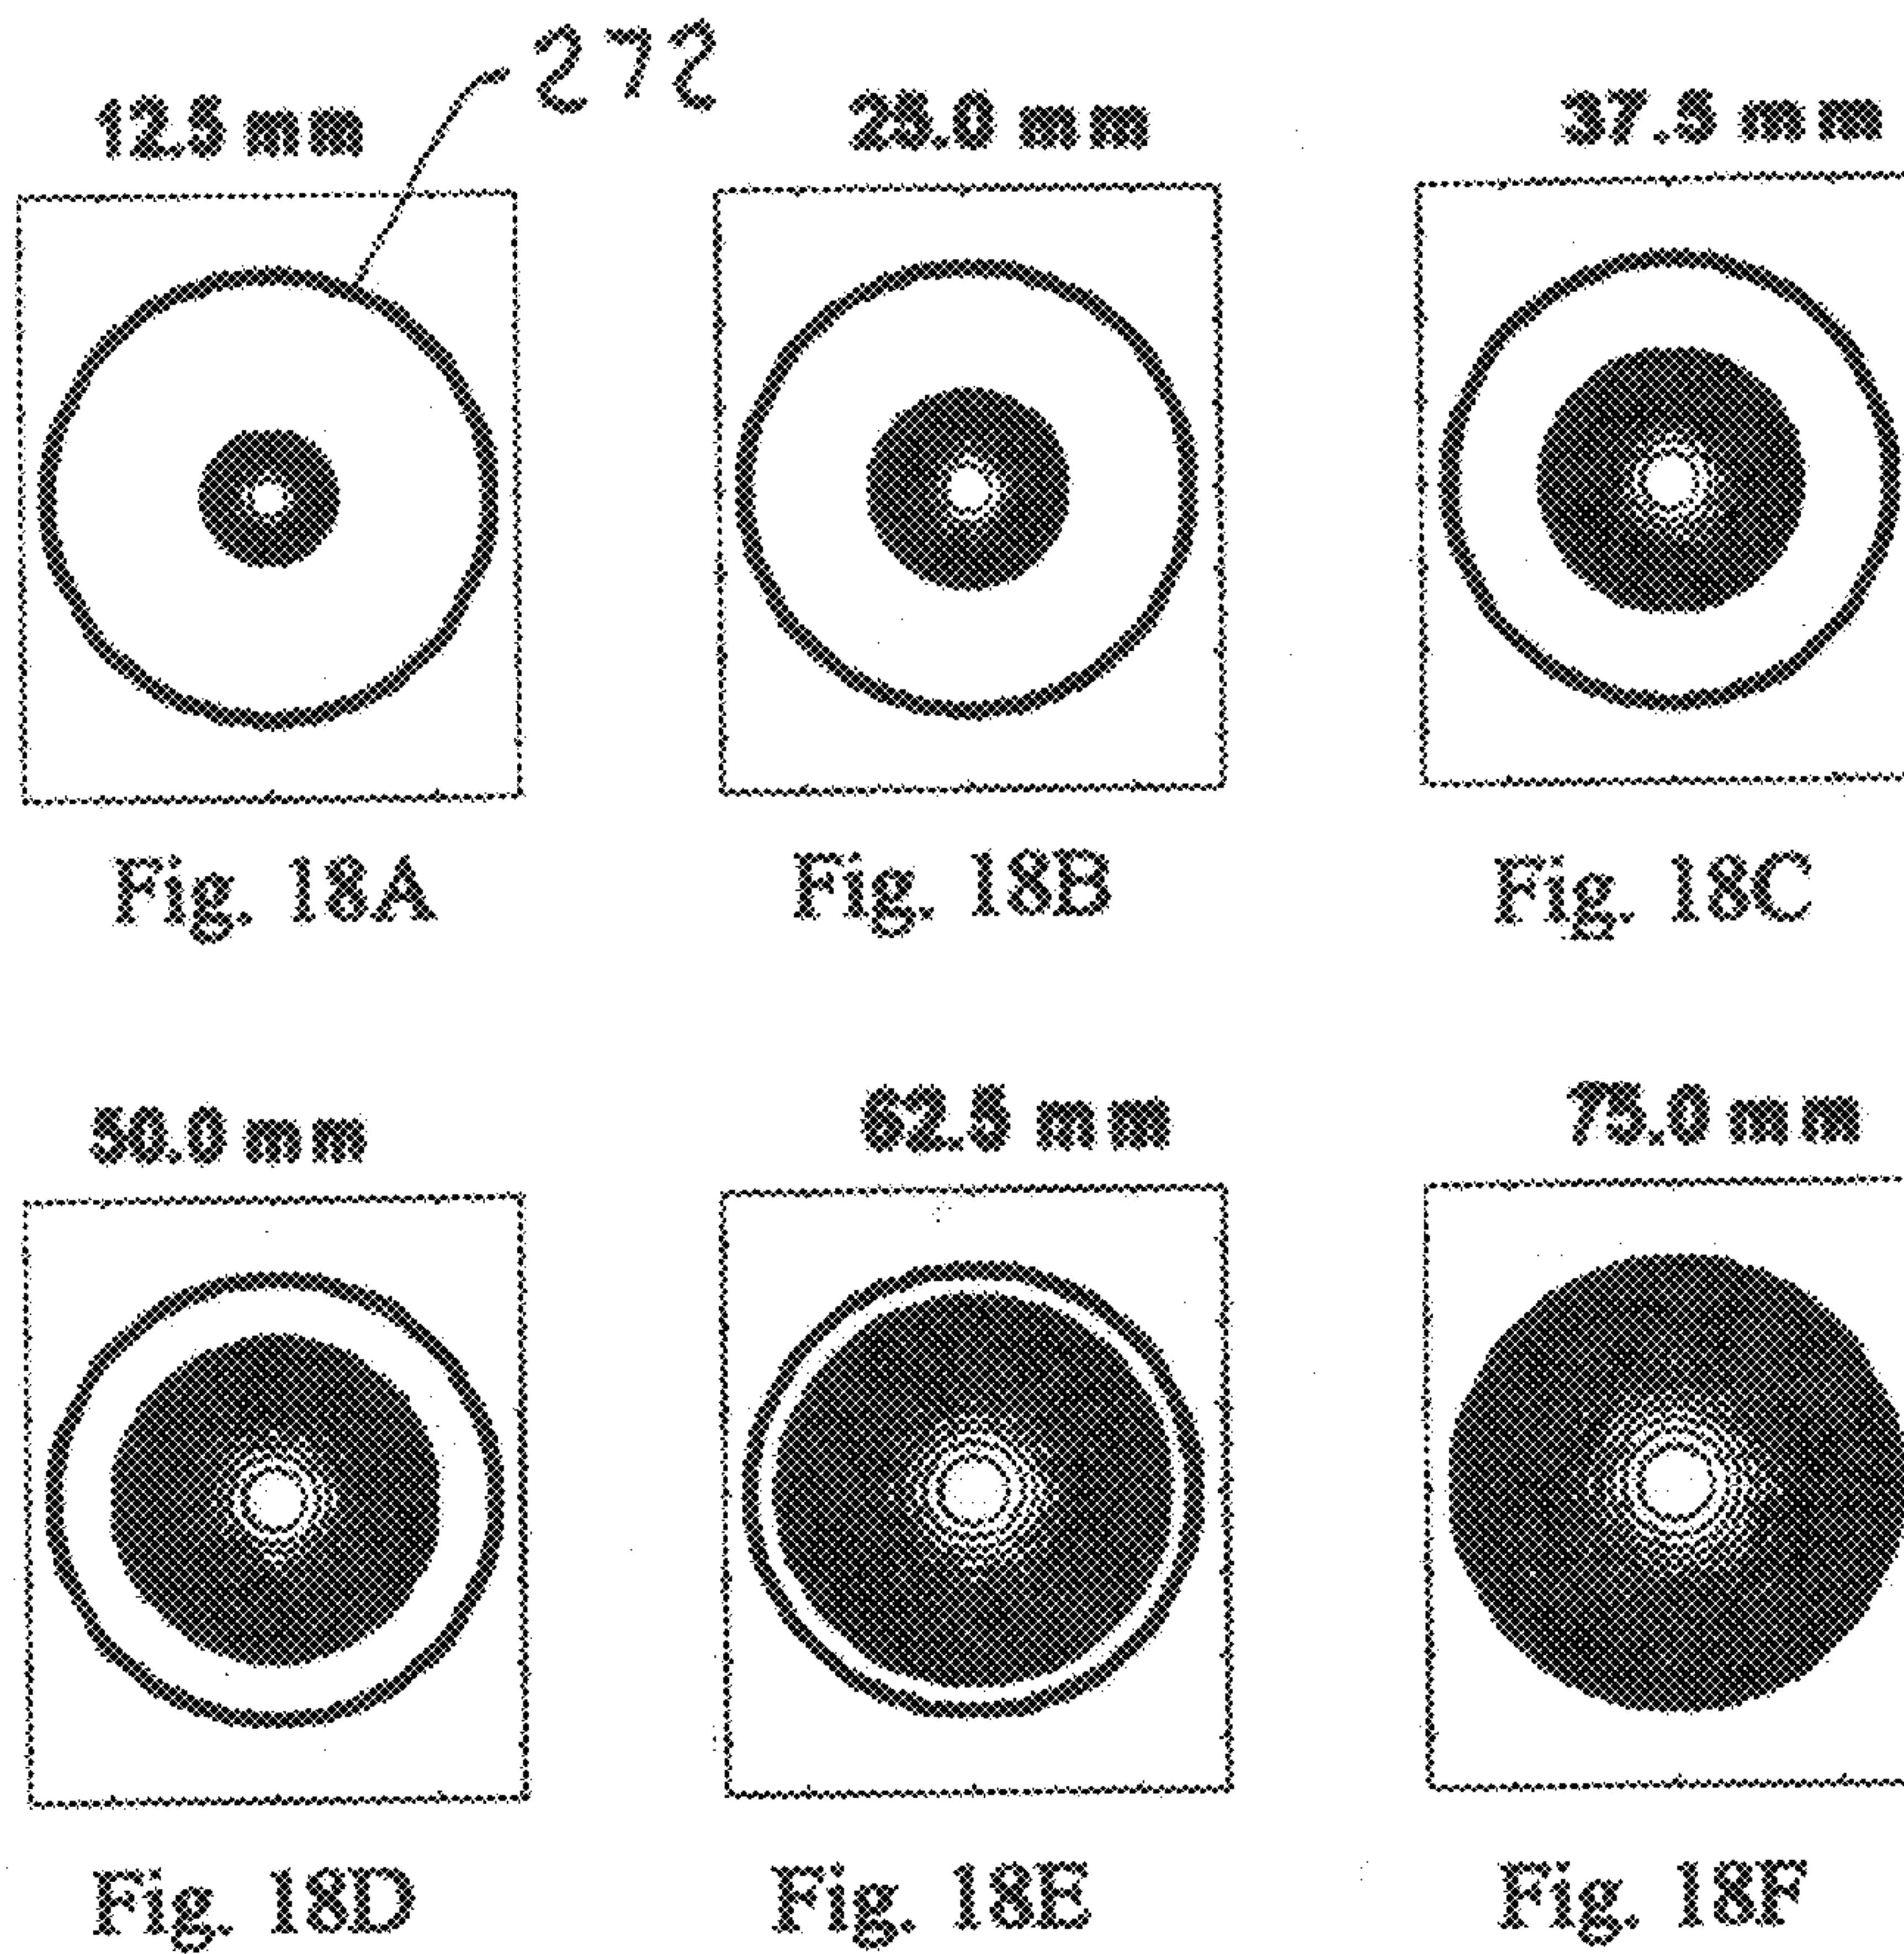 272
12.5 mm 25.0 mm 37.5 mm
Fig. 18A Fig. 18B Fig. 18C
50.0 mm 62.5 mm 75.0 mm
Fig. 18D Fig. 18E Fig. 18F